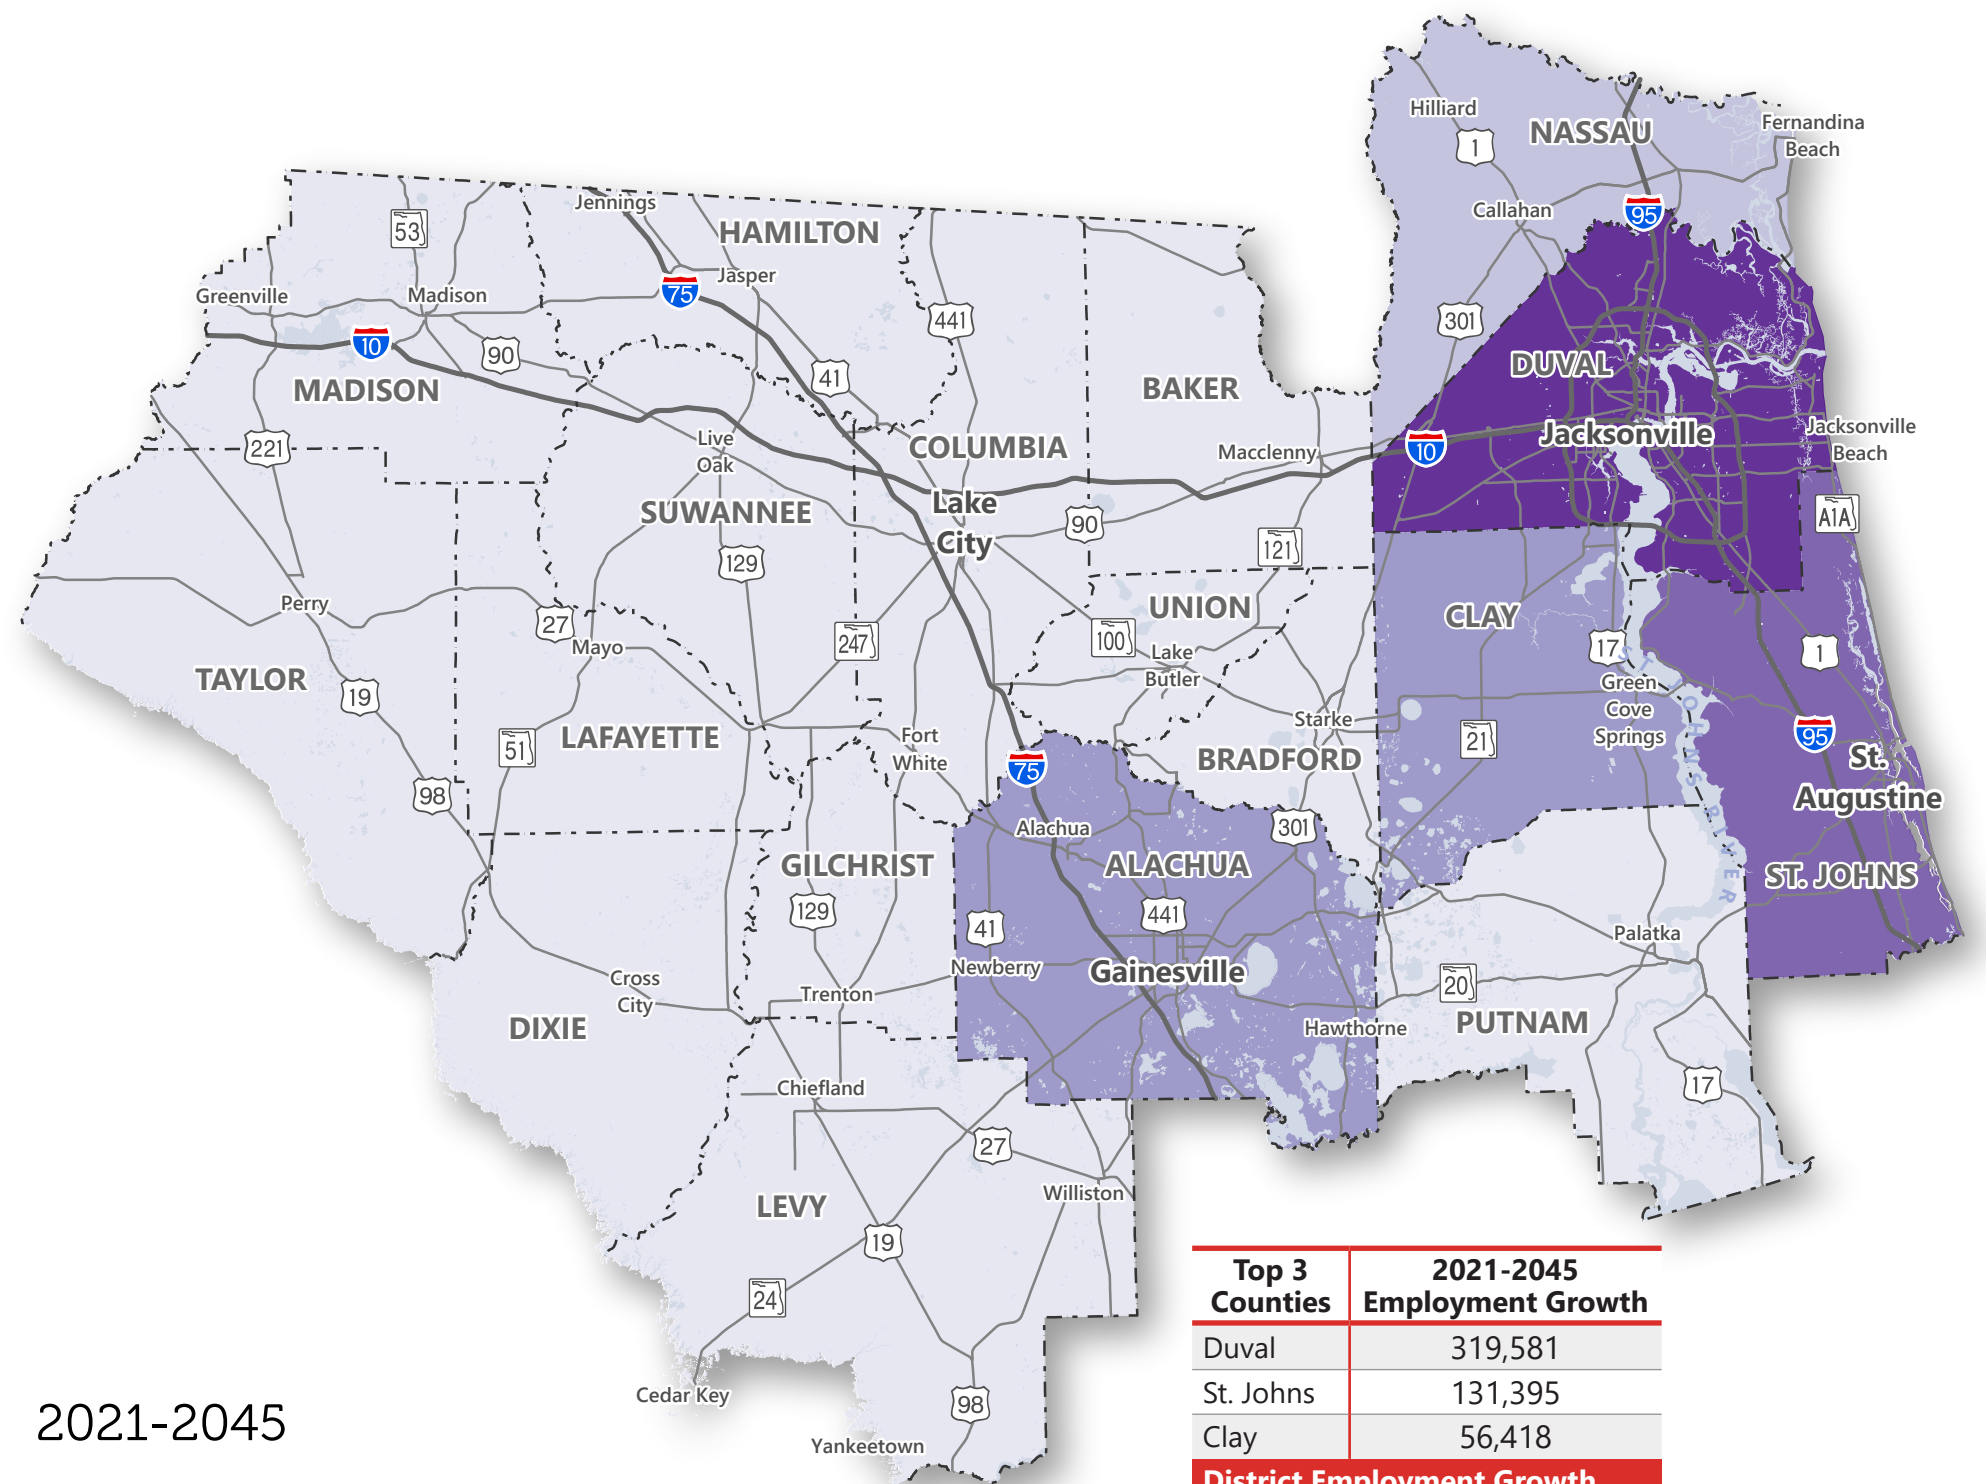 Hilliard
1
NASSAU
Fernandina
Beach
Jennings
53
HAMILTON
Callahan
95
Jasper
75
Greenville
Madison
441
301
10
90
DUVAL
41
MADISON
BAKER
Live
Oak
221
COLUMBIA
Macclenny
10
Jacksonville
Jacksonville
Beach
SUWANNEE
Lake
City
90
A1A
129
121
Perry
27
UNION
CLAY
Mayo
247
100
Lake
Butler
17
1
ST JOHNS RIVER
TAYLOR
19
Green
Cove
Springs
LAFAYETTE
51
Fort
White
Starke
21
95
75
BRADFORD
St.
Augustine
98
Alachua
301
GILCHRIST
ALACHUA
ST. JOHNS
129
41
441
Palatka
Newberry
Gainesville
Cross
City
Trenton
20
DIXIE
Hawthorne
PUTNAM
Chiefland
17
27
Williston
LEVY
19
24
Cedar Key
98
Yankeetown
2021-2045
Top 3
Counties
2021-2045
Employment Growth
Duval 319,581
St. Johns 131,395
Clay 56,418
District Employment Growth